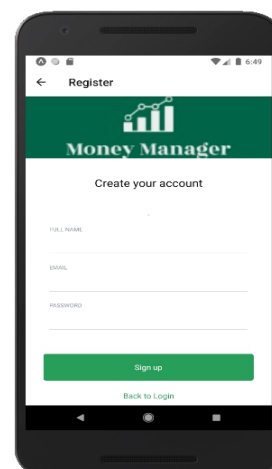 6:49
Register
Money Manager
Create your account
FULL NAME
EMAIL
PASSWORD
Sign up
Back to Login